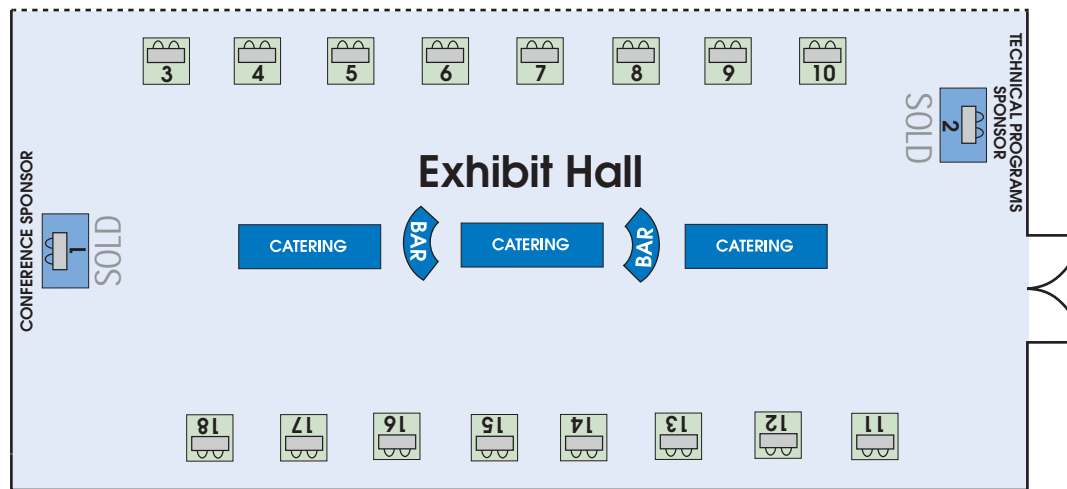 3 4 5 6 7 8 9 10
TECHNICAL PROGRAMS
SPONSOR
2
SOLD
Exhibit Hall
CONFERENCE SPONSOR
1
SOLD
CATERING
BAR
CATERING
BAR
CATERING
18 17 16 15 14 13 12 11